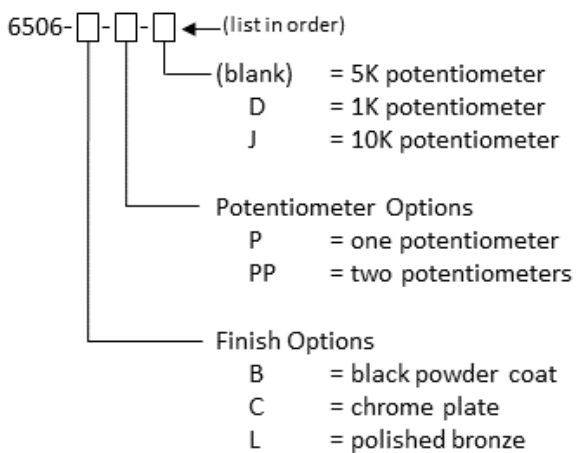 6506-□-□-□ (list in order)
(blank) = 5K potentiometer
D = 1K potentiometer
J = 10K potentiometer
Potentiometer Options
P = one potentiometer
PP = two potentiometers
Finish Options
B = black powder coat
C = chrome plate
L = polished bronze